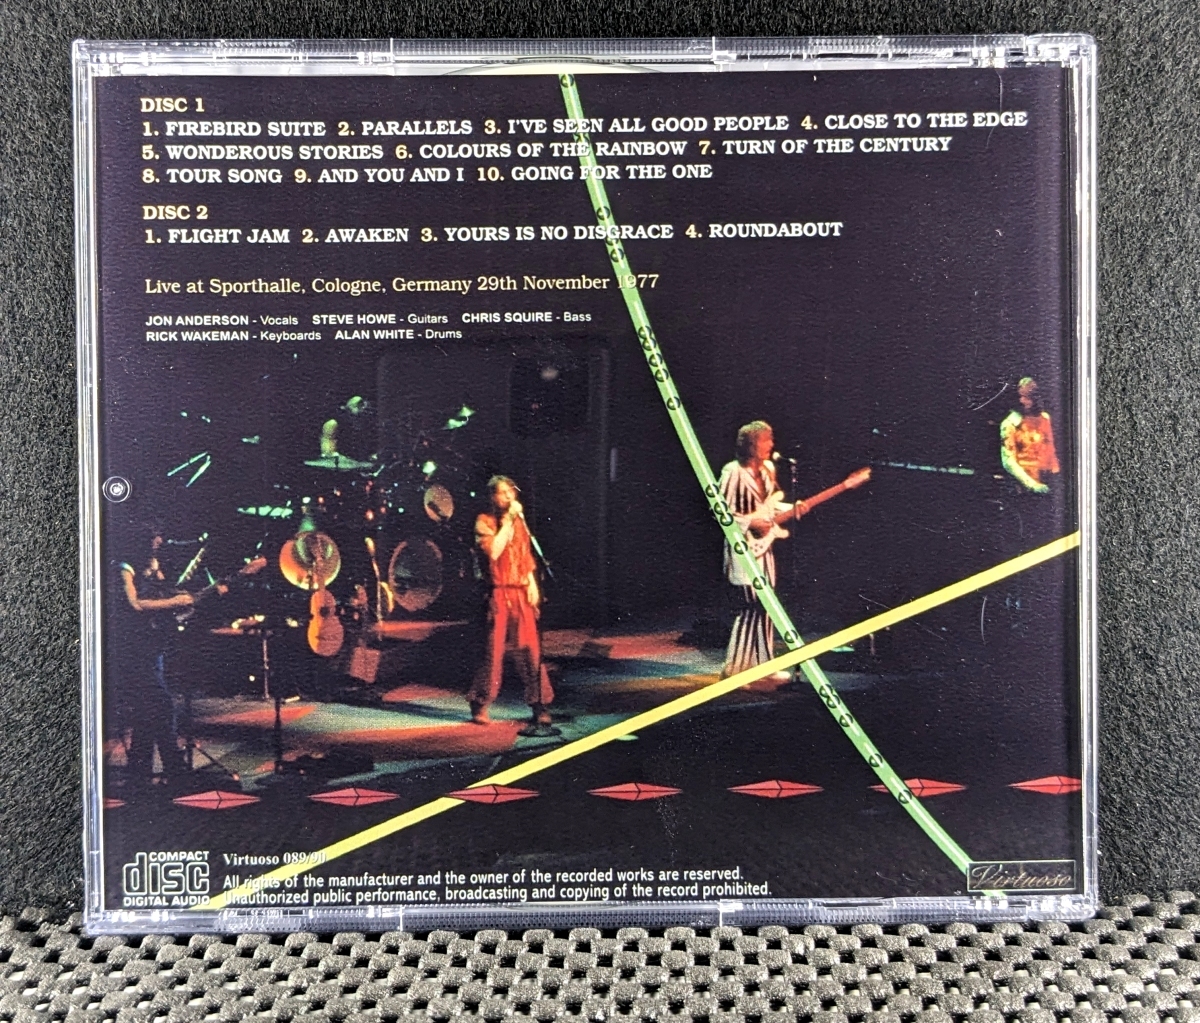 DISC 1
1. FIREBIRD SUITE 2. PARALLELS 3. I'VE SEEN ALL GOOD PEOPLE 4. CLOSE TO THE EDGE
5. WONDEROUS STORIES 6. COLOURS OF THE RAINBOW 7. TURN OF THE CENTURY
8. TOUR SONG 9. AND YOU AND I 10. GOING FOR THE ONE
DISC 2
1. FLIGHT JAM 2. AWAKEN 3. YOURS IS NO DISGRACE 4. ROUNDABOUT
Live at Sporthalle, Cologne, Germany 29th November 1977
JON ANDERSON - Vocals STEVE HOWE - Guitars CHRIS SQUIRE - Bass
RICK WAKEMAN - Keyboards ALAN WHITE - Drums
COMPACT
disc
DIGITAL AUDIO
Virtuoso 089/90
All rights of the manufacturer and the owner of the recorded works are reserved.
Unauthorized public performance, broadcasting and copying of the record prohibited.
Virtuoso